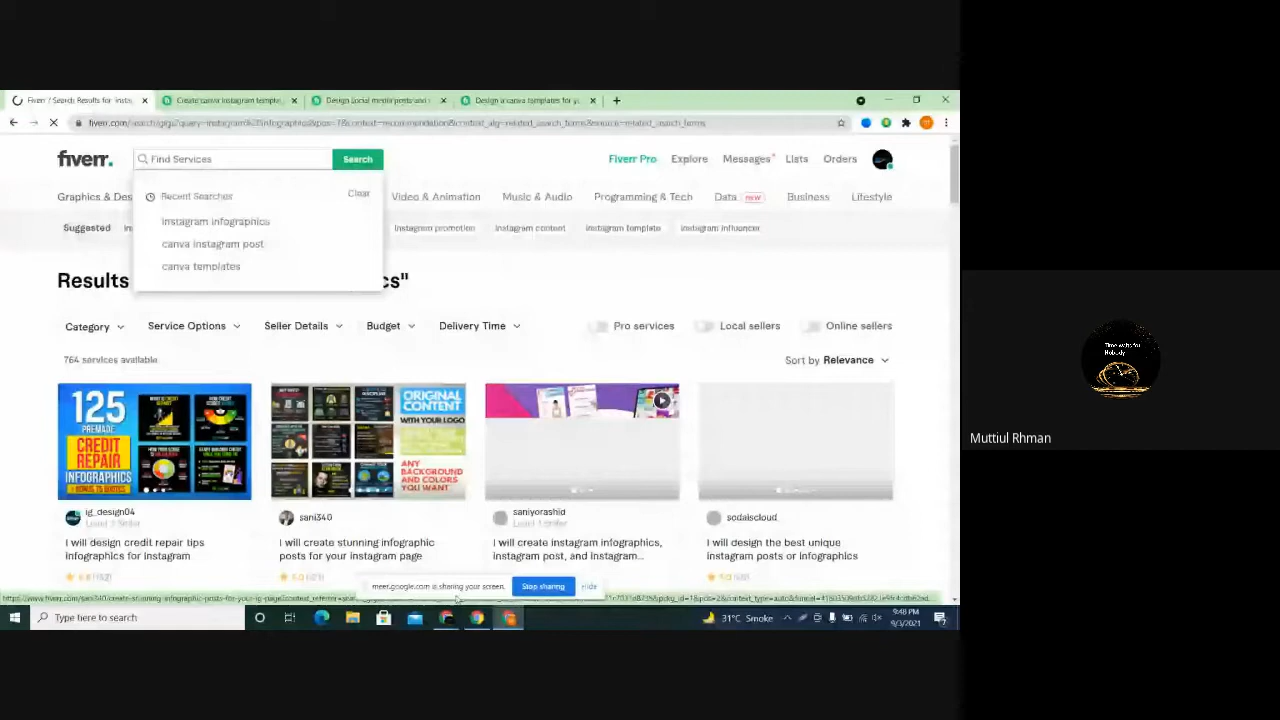 Fiverr / Search Results for 'insta
Create canva instagram templa
Design social media posts and
Design a canva templates for yo
fiverr.
Find Services
Search
Fiverr Pro
Explore
Messages
Lists
Orders
Graphics & Des
Video & Animation
Music & Audio
Programming & Tech
Data new
Business
Lifestyle
Recent Searches
Clear
instagram infographics
canva instagram post
canva templates
Suggested
instagram promotion
instagram content
instagram template
instagram influencer
Results
cs"
Category
Service Options
Seller Details
Budget
Delivery Time
Pro services
Local sellers
Online sellers
764 services available
Sort by Relevance
125
PREMADE
CREDIT
REPAIR
INFOGRAPHICS
ORIGINAL
CONTENT
WITH YOUR LOGO
ANY
BACKGROUND
AND COLORS
YOU WANT
ig_design04
sani340
saniyorashid
sodaiscloud
I will design credit repair tips
infographics for instagram
I will create stunning infographic
posts for your instagram page
I will create instagram infographics,
instagram post, and instagram...
I will design the best unique
instagram posts or infographics
meet.google.com is sharing your screen.
Stop sharing
Hide
Type here to search
31°C Smoke
9:48 PM
9/3/2021
Time waits for
Nobody
Muttiul Rhman